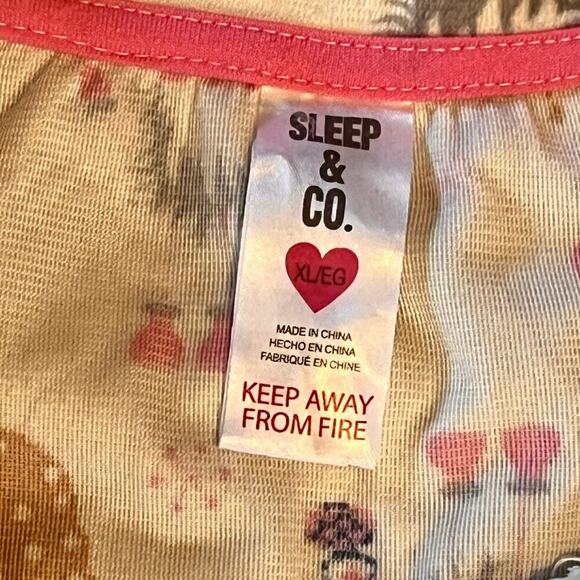 SLEEP
&
CO.
XL/EG
MADE IN CHINA
HECHO EN CHINA
FABRIQUÉ EN CHINE
KEEP AWAY
FROM FIRE